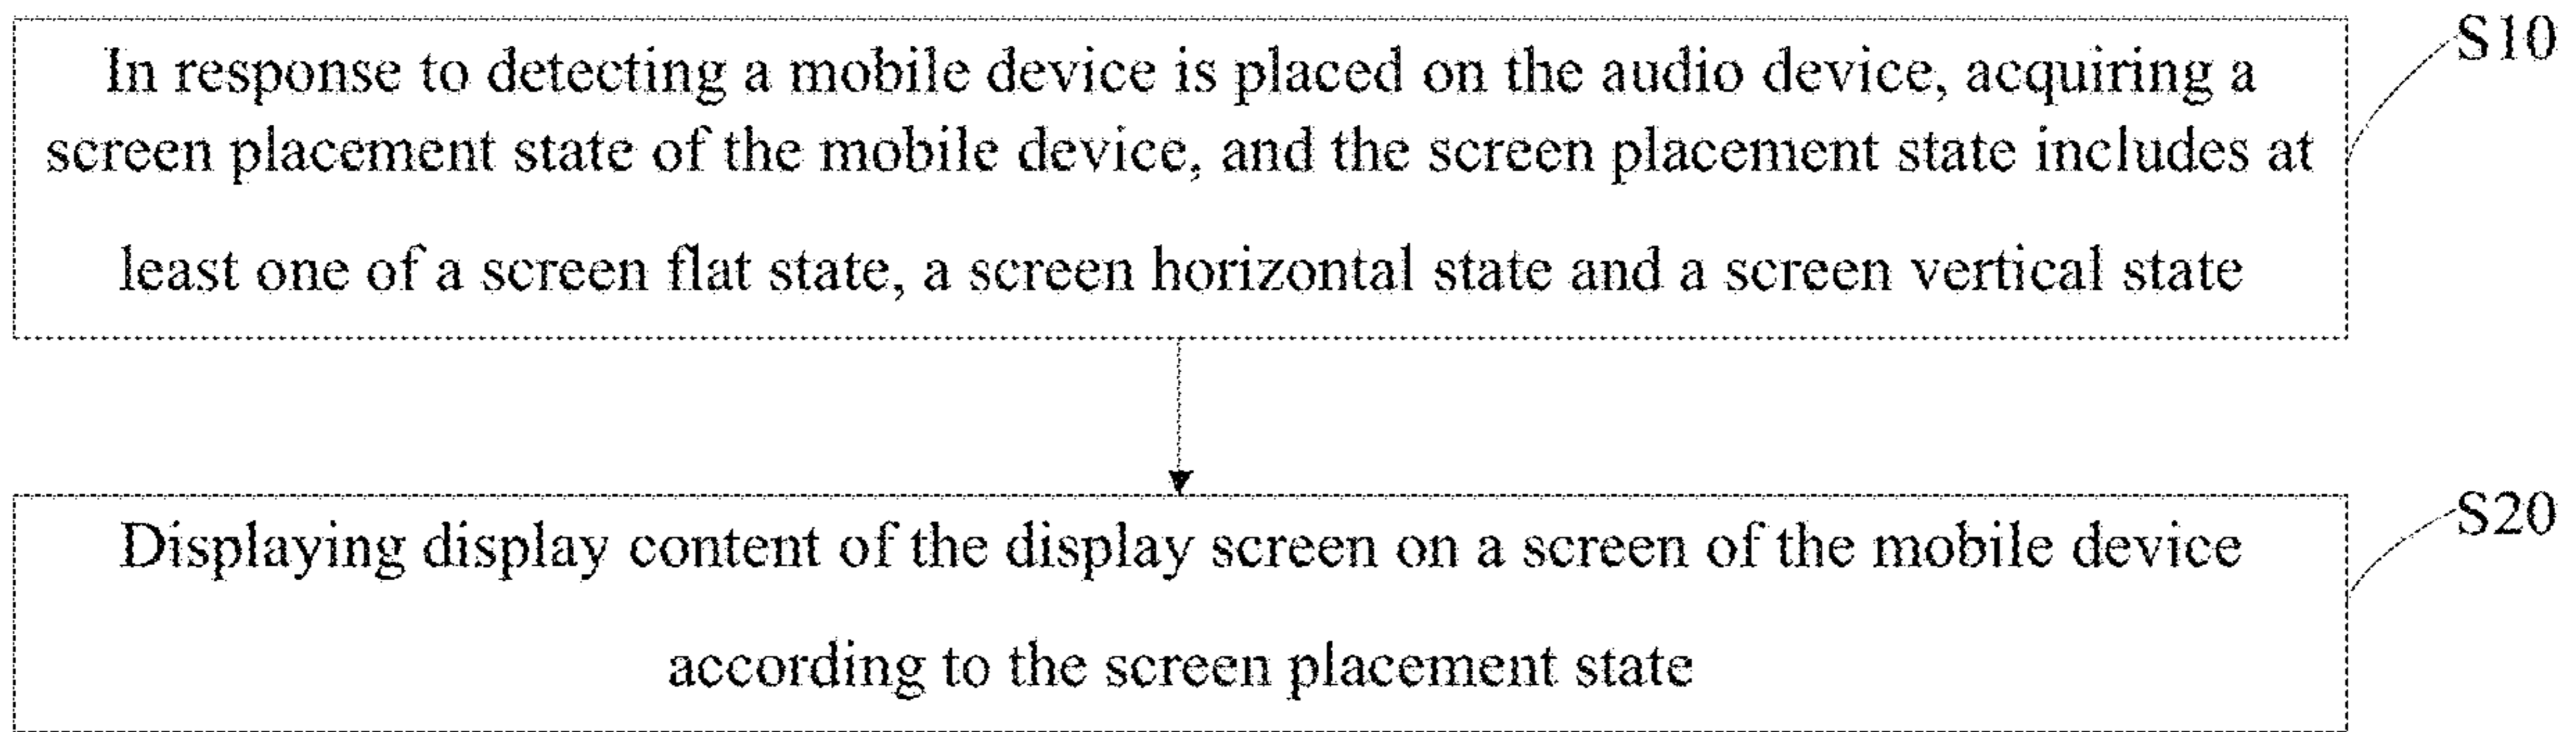 In response to detecting a mobile device is placed on the audio device, acquiring a
screen placement state of the mobile device, and the screen placement state includes at
least one of a screen flat state, a screen horizontal state and a screen vertical state
S10
Displaying display content of the display screen on a screen of the mobile device
according to the screen placement state
S20